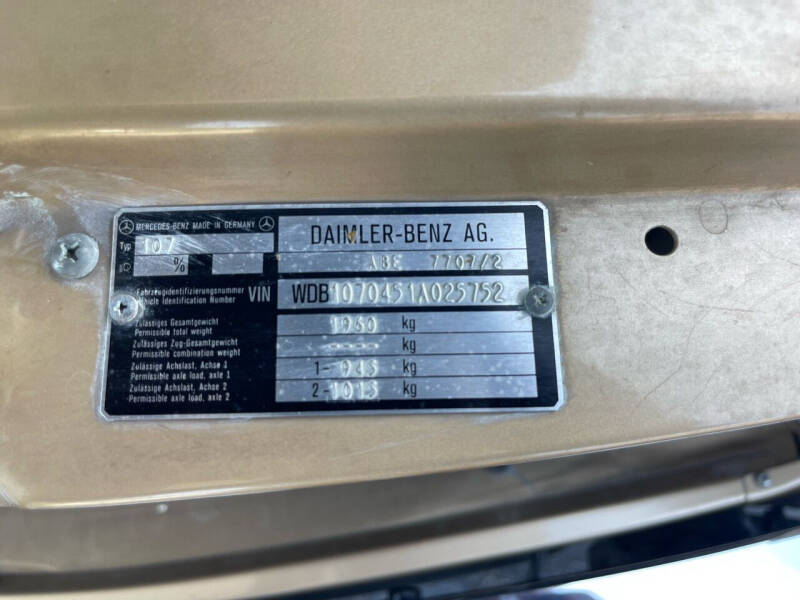 MERCEDES-BENZ MADE IN GERMANY
DAIMLER-BENZ AG.
Typ 107
ABE 7707/2
%
Fahrzeugidentifizierungsnummer
Vehicle Identification Number VIN WDB1070451A025752
Zulässiges Gesamtgewicht
Permissible total weight 1960 kg
Zulässiges Zug-Gesamtgewicht
Permissible combination weight ---- kg
Zulässige Achslast, Achse 1
Permissible axle load, axle 1 1- 945 kg
Zulässige Achslast, Achse 2
Permissible axle load, axle 2 2-1015 kg